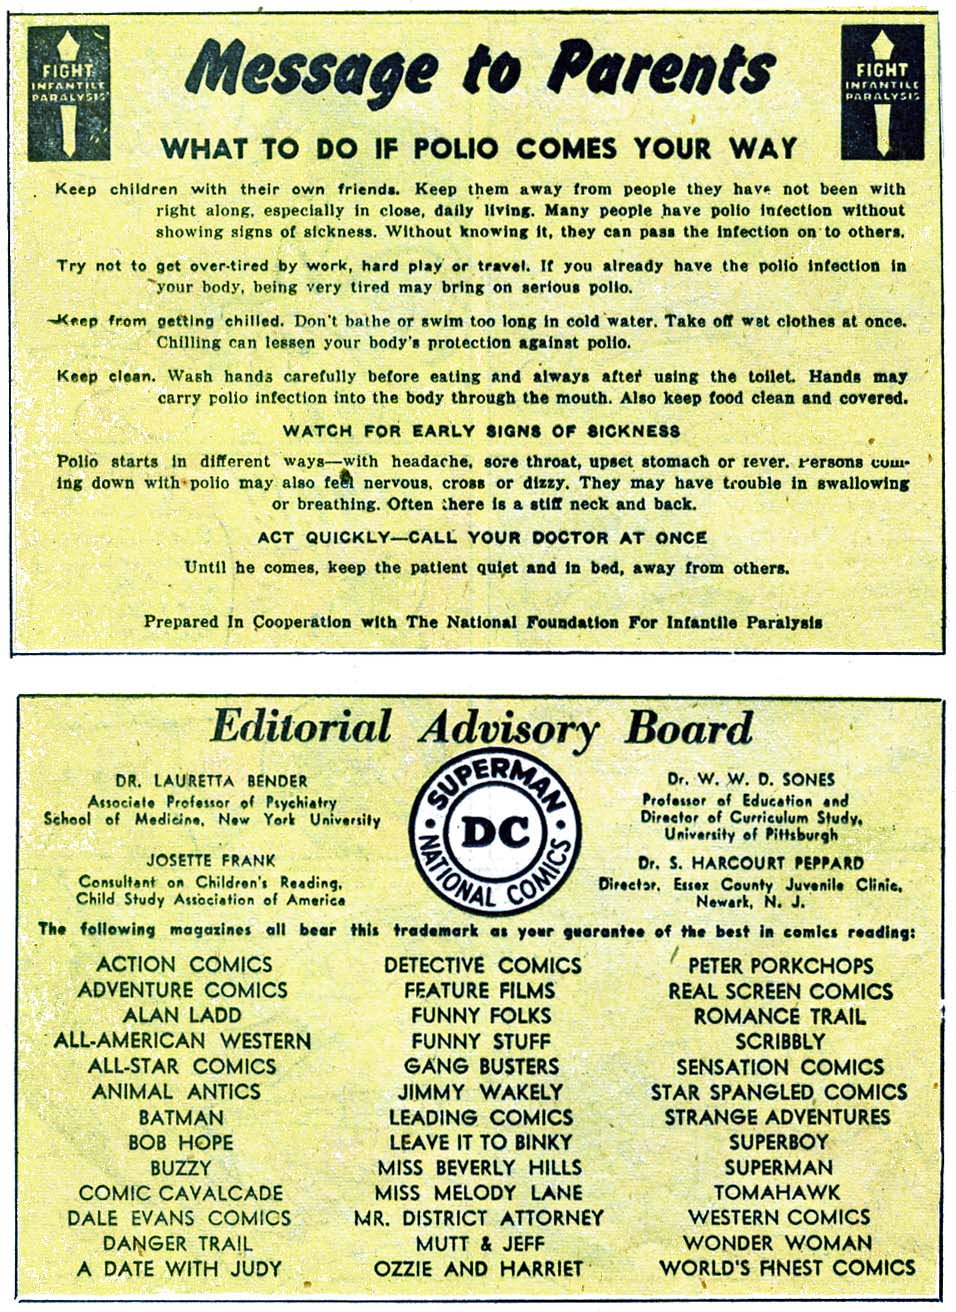 FIGHT
INFANTILE
PARALYSIS
Message to Parents
FIGHT
INFANTILE
PARALYSIS
WHAT TO DO IF POLIO COMES YOUR WAY
Keep children with their own friends. Keep them away from people they have not been with
right along, especially in close, daily living. Many people have polio infection without
showing signs of sickness. Without knowing it, they can pass the infection on to others.
Try not to get over-tired by work, hard play or travel. If you already have the polio infection in
your body, being very tired may bring on serious polio.
Keep from getting chilled. Don't bathe or swim too long in cold water. Take off wet clothes at once.
Chilling can lessen your body's protection against polio.
Keep clean. Wash hands carefully before eating and always after using the toilet. Hands may
carry polio infection into the body through the mouth. Also keep food clean and covered.
WATCH FOR EARLY SIGNS OF SICKNESS
Polio starts in different ways—with headache, sore throat, upset stomach or fever. Persons com-
ing down with polio may also feel nervous, cross or dizzy. They may have trouble in swallowing
or breathing. Often there is a stiff neck and back.
ACT QUICKLY—CALL YOUR DOCTOR AT ONCE
Until he comes, keep the patient quiet and in bed, away from others.
Prepared In Cooperation with The National Foundation For Infantile Paralysis
Editorial Advisory Board
DR. LAURETTA BENDER
Associate Professor of Psychiatry
School of Medicine, New York University
JOSETTE FRANK
Consultant on Children's Reading,
Child Study Association of America
SUPERMAN
DC
NATIONAL COMICS
Dr. W. W. D. SONES
Professor of Education and
Director of Curriculum Study,
University of Pittsburgh
Dr. S. HARCOURT PEPPARD
Director, Essex County Juvenile Clinic,
Newark, N. J.
The following magazines all bear this trademark as your guarantee of the best in comics reading:
ACTION COMICS
ADVENTURE COMICS
ALAN LADD
ALL-AMERICAN WESTERN
ALL-STAR COMICS
ANIMAL ANTICS
BATMAN
BOB HOPE
BUZZY
COMIC CAVALCADE
DALE EVANS COMICS
DANGER TRAIL
A DATE WITH JUDY
DETECTIVE COMICS
FEATURE FILMS
FUNNY FOLKS
FUNNY STUFF
GANG BUSTERS
JIMMY WAKELY
LEADING COMICS
LEAVE IT TO BINKY
MISS BEVERLY HILLS
MISS MELODY LANE
MR. DISTRICT ATTORNEY
MUTT & JEFF
OZZIE AND HARRIET
PETER PORKCHOPS
REAL SCREEN COMICS
ROMANCE TRAIL
SCRIBBLY
SENSATION COMICS
STAR SPANGLED COMICS
STRANGE ADVENTURES
SUPERBOY
SUPERMAN
TOMAHAWK
WESTERN COMICS
WONDER WOMAN
WORLD'S FINEST COMICS